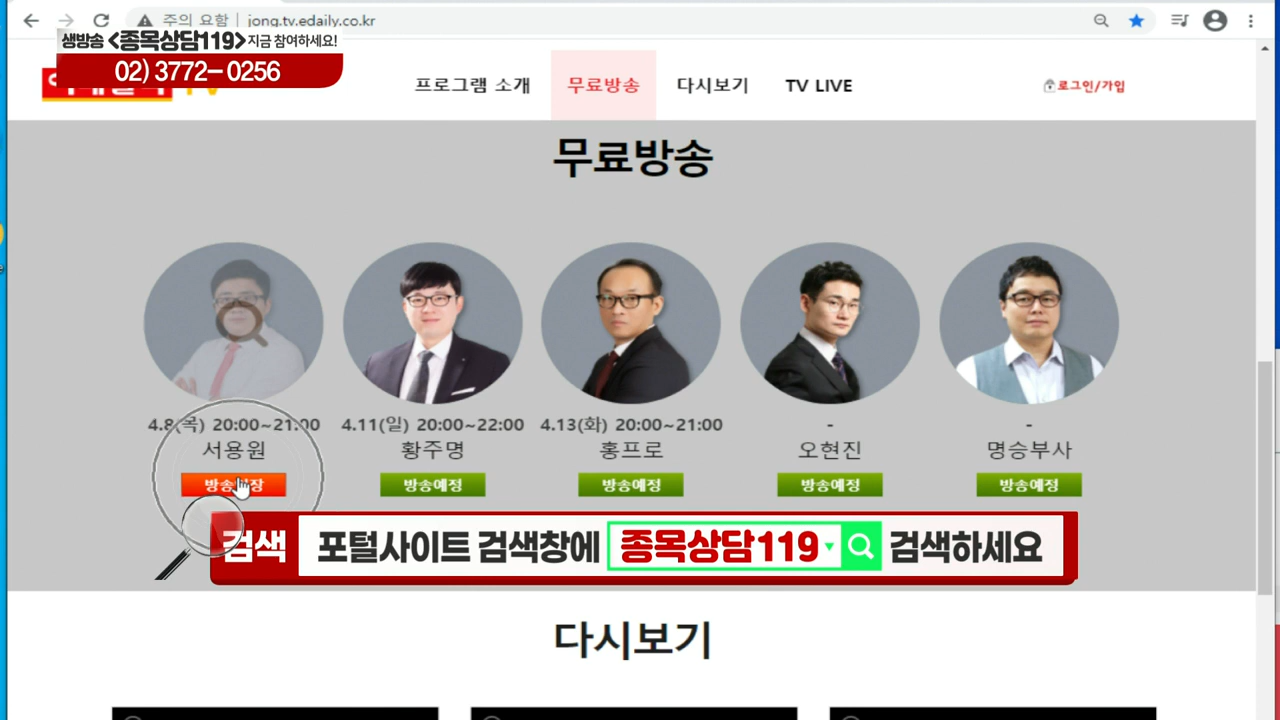 주의 요함 | jong.tv.edaily.co.kr
생방송 <종목상담119> 지금 참여하세요!
02) 3772-0256
프로그램 소개 무료방송 다시보기 TV LIVE 로그인/가입
무료방송
4.8(목) 20:00~21:00 4.11(일) 20:00~22:00 4.13(화) 20:00~21:00 - -
서용원 황주명 홍프로 오현진 명승부사
방송입장 방송예정 방송예정 방송예정 방송예정
검색 포털사이트 검색창에 종목상담119 검색하세요
다시보기